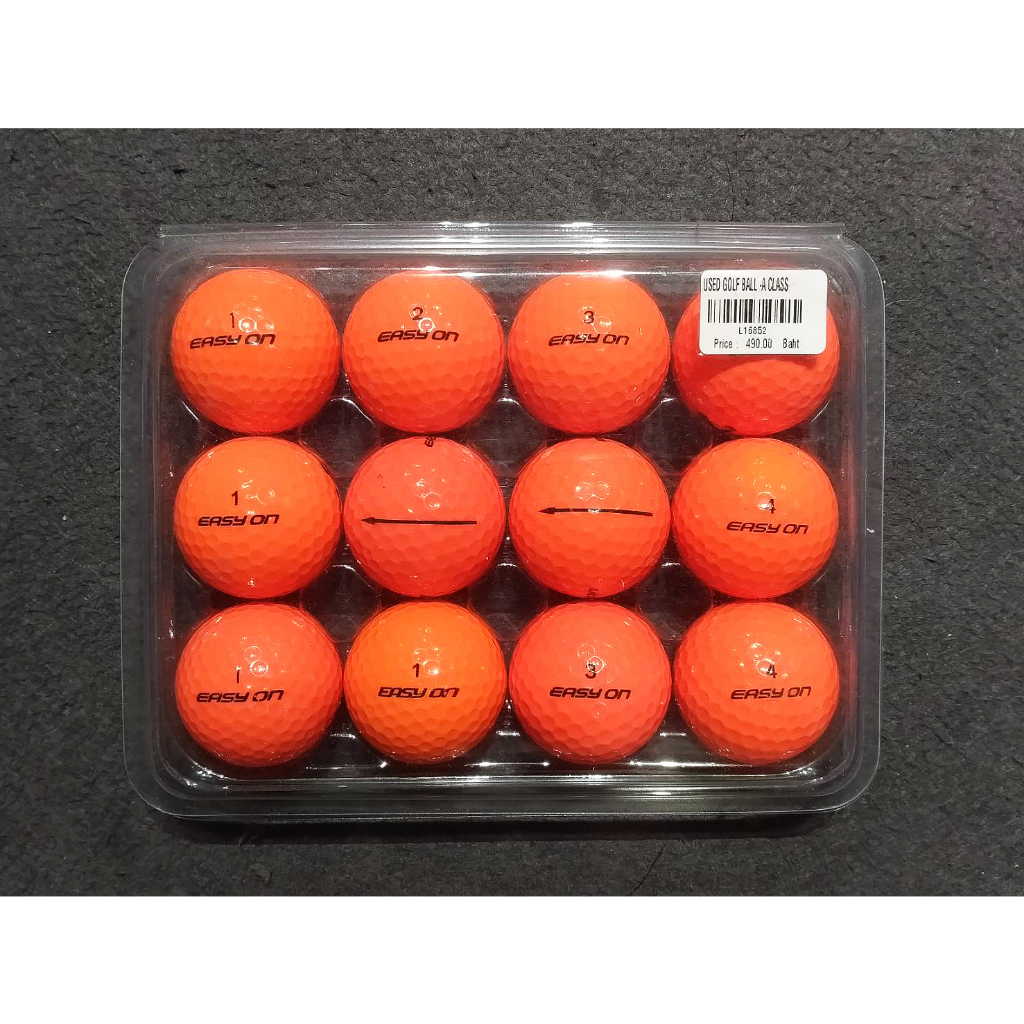 1
EASY ON
2
EASY ON
3
EASY ON
USED GOLF BALL -A CLASS
L15852
Price : 490.00 Baht
1
EASY ON
4
EASY ON
1
EASY ON
1
EASY ON
3
EASY ON
4
EASY ON